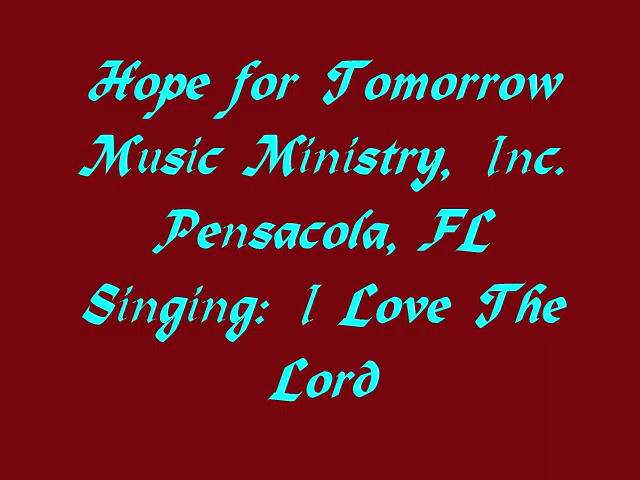 Hope for Tomorrow
Music Ministry, Inc.
Pensacola, FL
Singing: I Love The
Lord